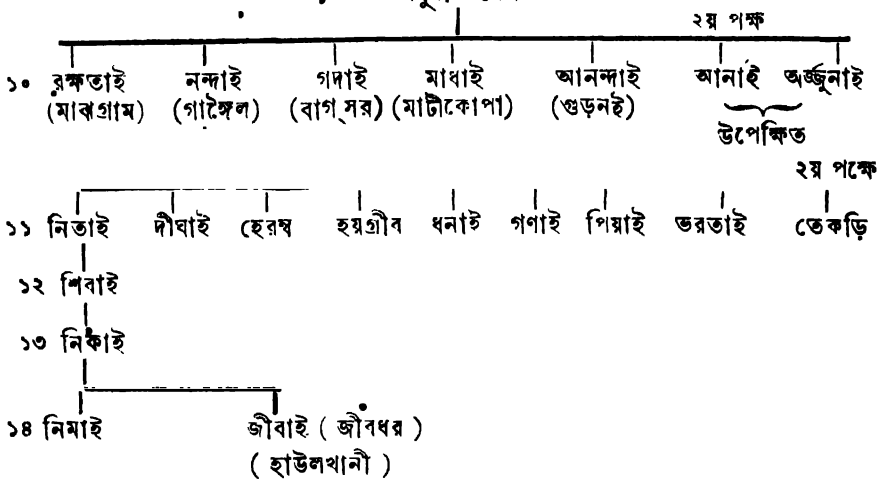 ২য় পক্ষ
১০ রক্ষতাই নন্দাই গদাই মাধাই আনন্দাই আনাই অর্জ্জুনাই
(মাঝগ্রাম) (গাঙ্গৈল) (বাগ্‌সর) (মাটীকোপা) (গুড়নই)
উপেক্ষিত
২য় পক্ষে
১১ নিতাই দীঘাই হেরম্ব হয়গ্রীব ধনাই গণাই পিয়াই ভরতাই তেকড়ি
১২ শিবাই
১৩ নিকাই
১৪ নিমাই জীবাই ( জীবধর )
( হাউলখানী )